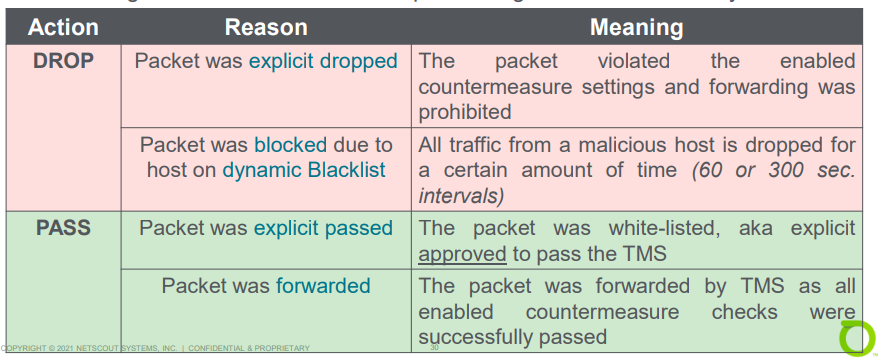 Action Reason Meaning
DROP Packet was explicit dropped The packet violated the enabled
countermeasure settings and forwarding was
prohibited
Packet was blocked due to All traffic from a malicious host is dropped for
host on dynamic Blacklist a certain amount of time (60 or 300 sec.
intervals)
PASS Packet was explicit passed The packet was white-listed, aka explicit
approved to pass the TMS
Packet was forwarded The packet was forwarded by TMS as all
enabled countermeasure checks were
successfully passed
COPYRIGHT © 2021 NETSCOUT SYSTEMS, INC. | CONFIDENTIAL & PROPRIETARY 30